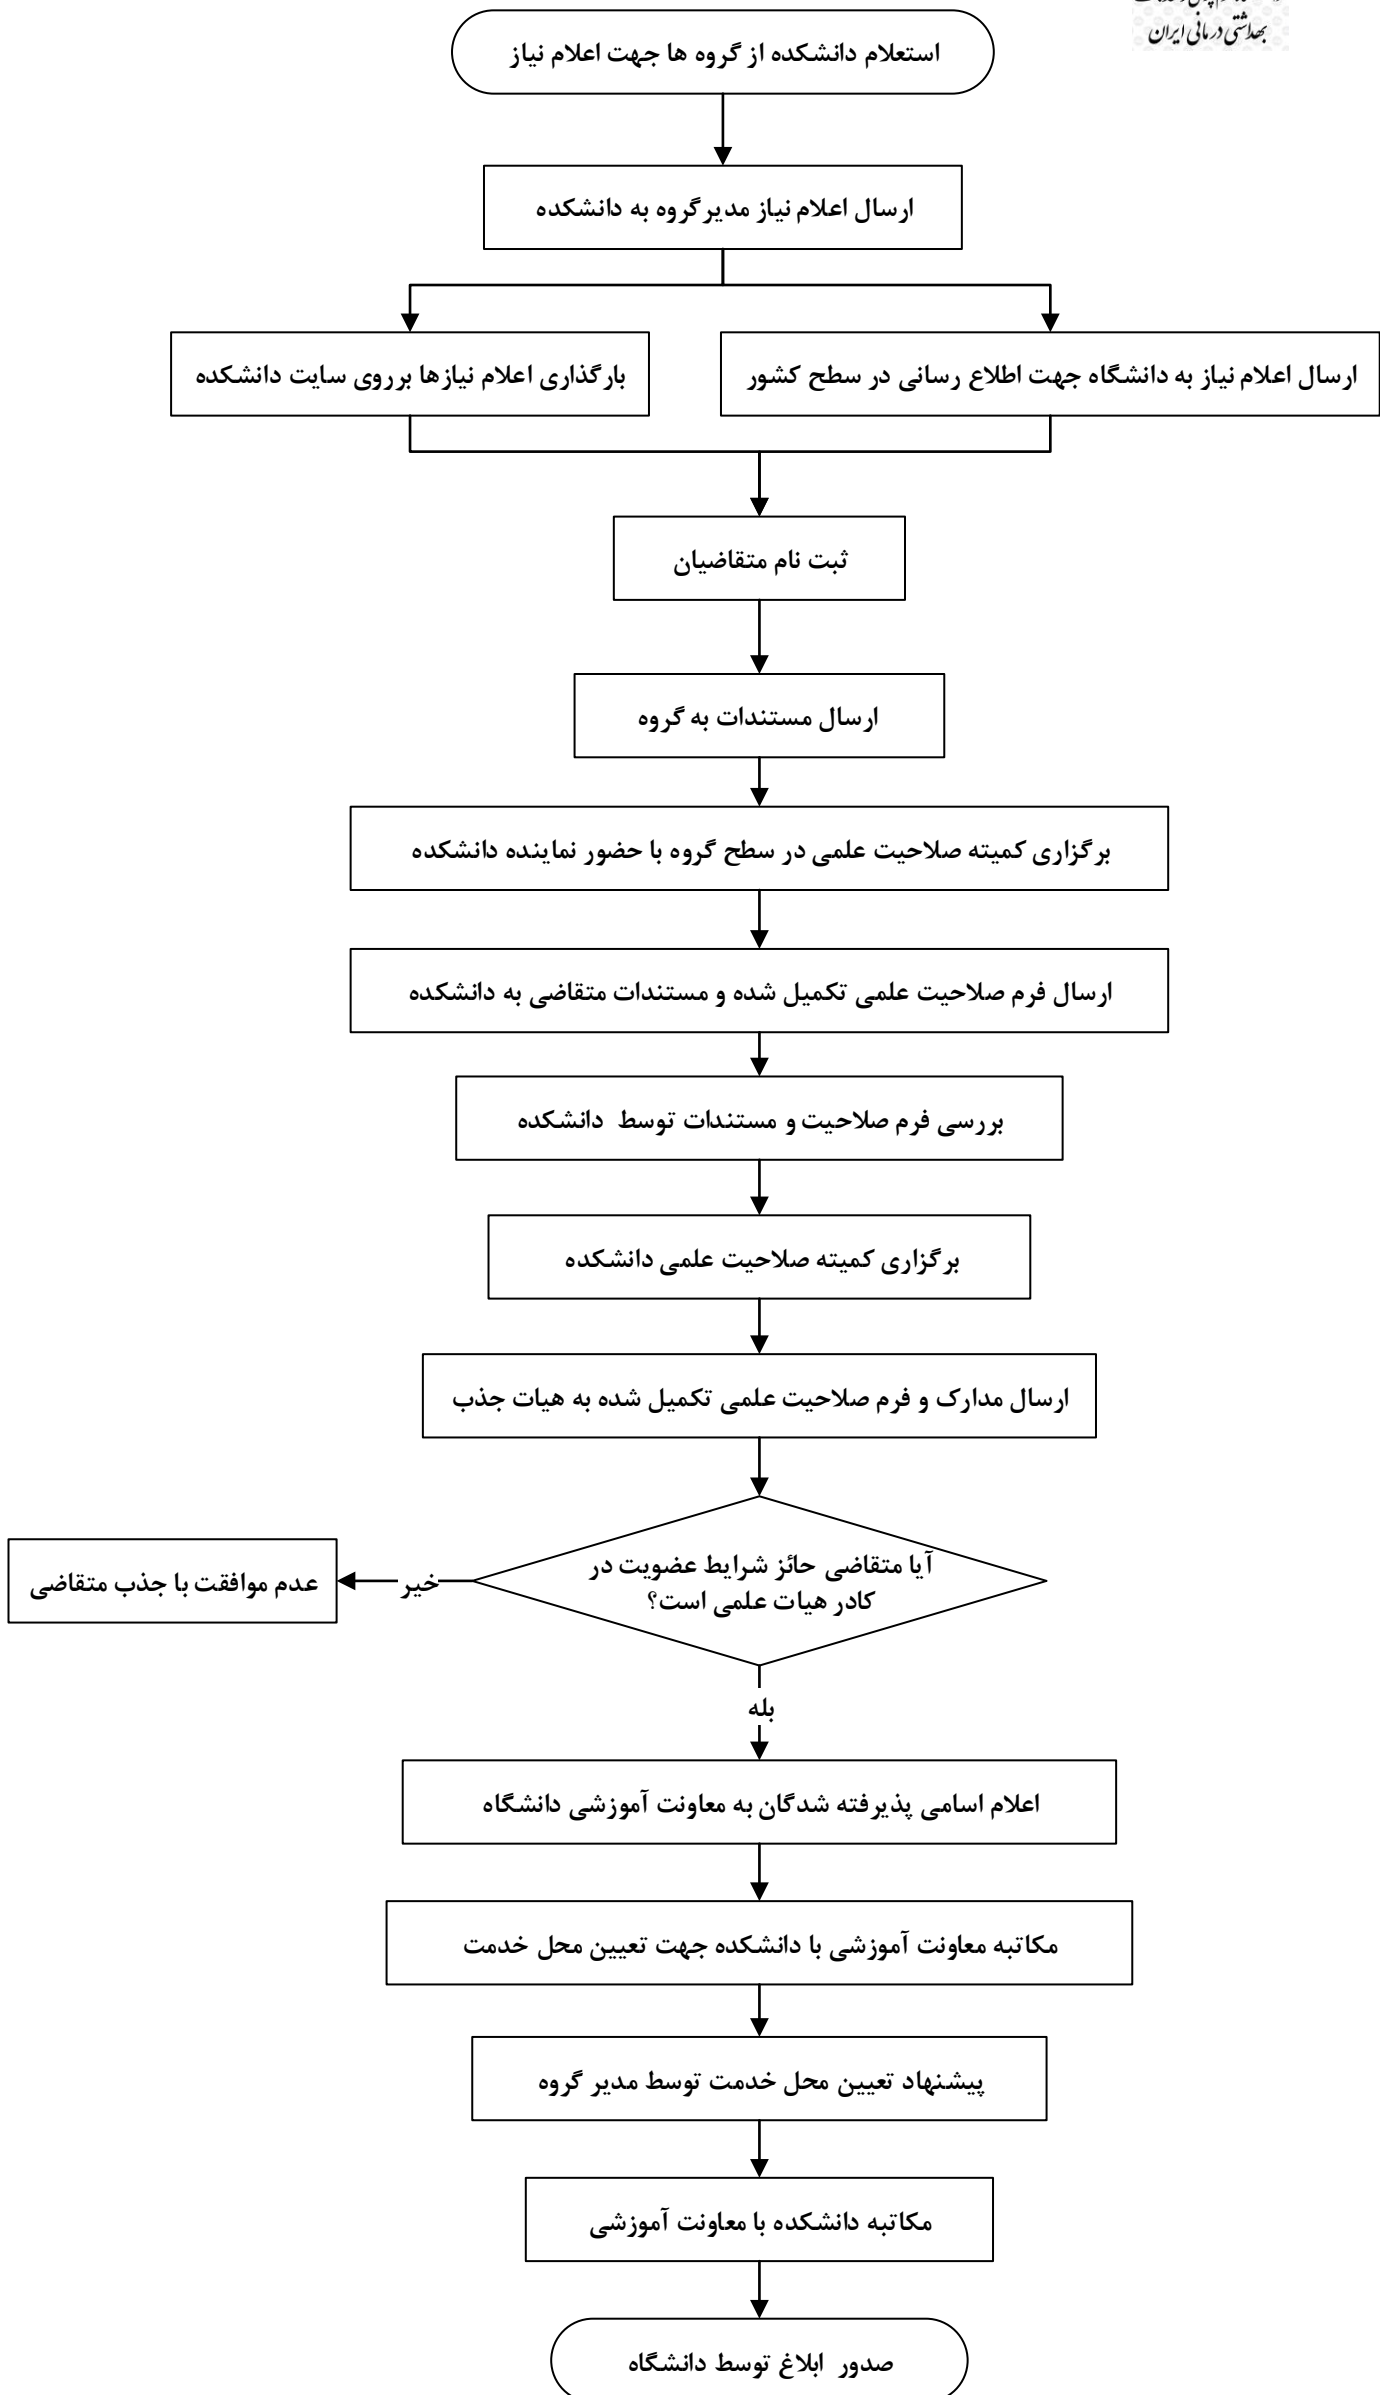 بهداشتی درمانی ایران
استعلام دانشکده از گروه ها جهت اعلام نیاز
ارسال اعلام نیاز مدیرگروه به دانشکده
ارسال اعلام نیاز به دانشگاه جهت اطلاع رسانی در سطح کشور
بارگذاری اعلام نیازها برروی سایت دانشکده
ثبت نام متقاضیان
ارسال مستندات به گروه
برگزاری کمیته صلاحیت علمی در سطح گروه با حضور نماینده دانشکده
ارسال فرم صلاحیت علمی تکمیل شده و مستندات متقاضی به دانشکده
بررسی فرم صلاحیت و مستندات توسط دانشکده
برگزاری کمیته صلاحیت علمی دانشکده
ارسال مدارک و فرم صلاحیت علمی تکمیل شده به هیات جذب
آیا متقاضی حائز شرایط عضویت در
کادر هیات علمی است؟
خیر
عدم موافقت با جذب متقاضی
بله
اعلام اسامی پذیرفته شدگان به معاونت آموزشی دانشگاه
مکاتبه معاونت آموزشی با دانشکده جهت تعیین محل خدمت
پیشنهاد تعیین محل خدمت توسط مدیر گروه
مکاتبه دانشکده با معاونت آموزشی
صدور ابلاغ توسط دانشگاه